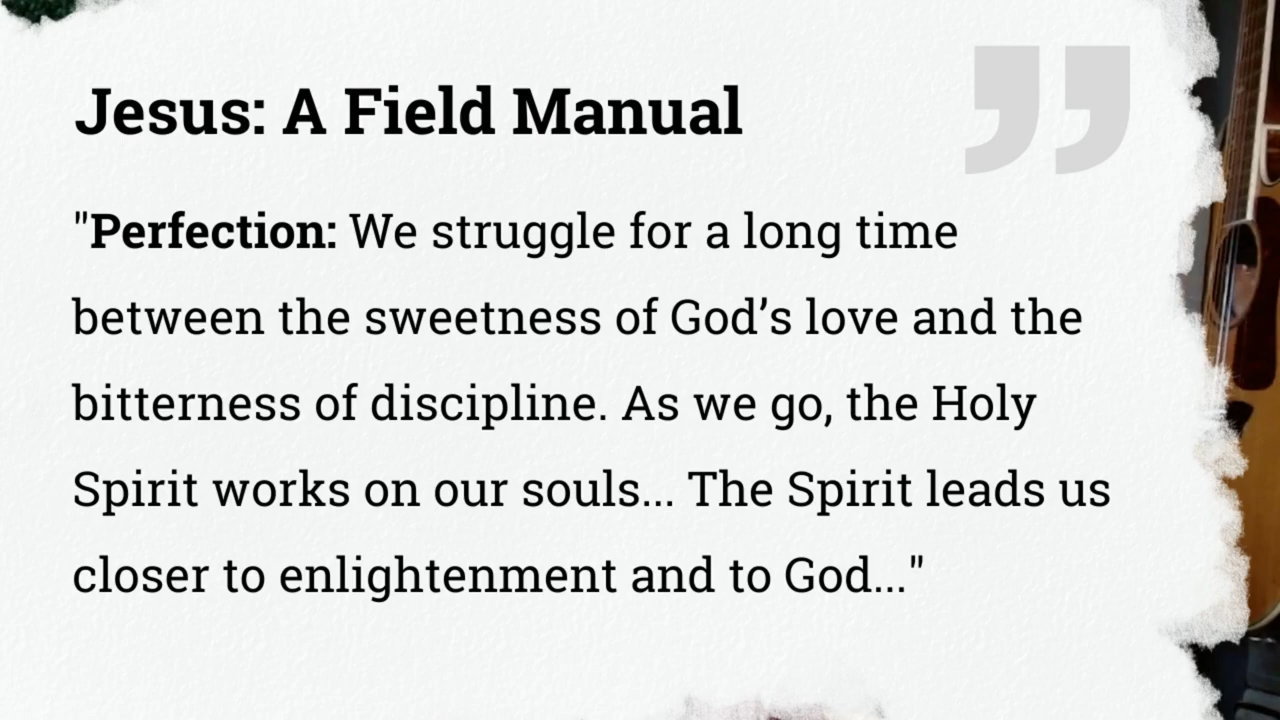 Jesus: A Field Manual
"Perfection: We struggle for a long time
between the sweetness of God’s love and the
bitterness of discipline. As we go, the Holy
Spirit works on our souls... The Spirit leads us
closer to enlightenment and to God..."